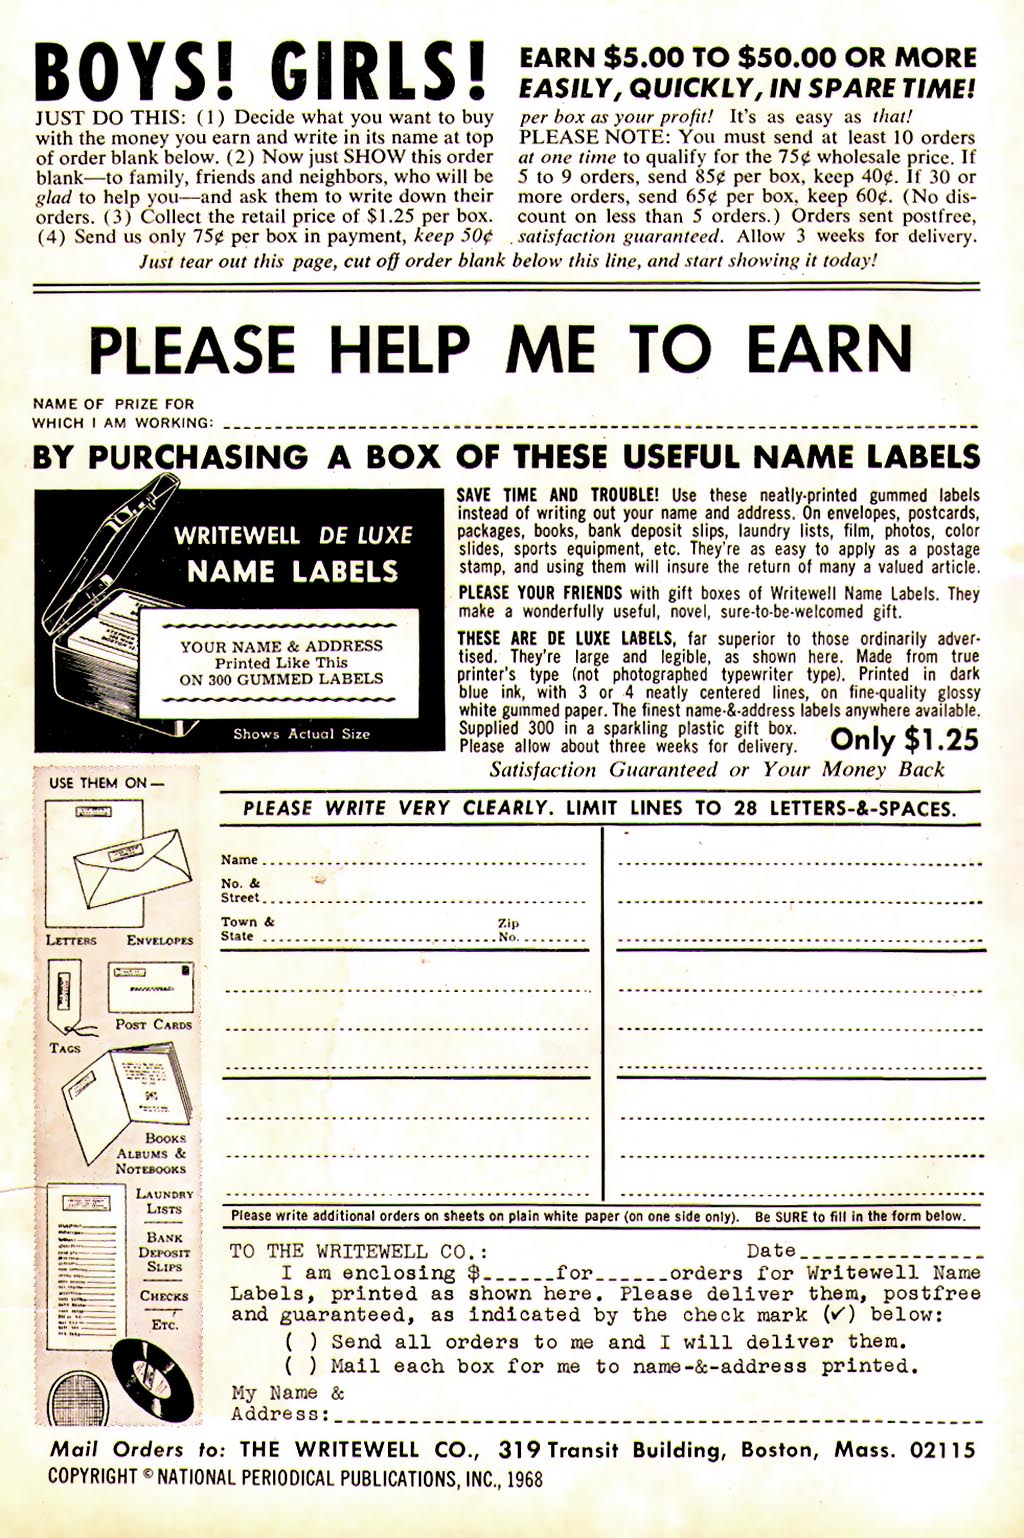 BOYS! GIRLS!
EARN $5.00 TO $50.00 OR MORE
EASILY, QUICKLY, IN SPARE TIME!
JUST DO THIS: (1) Decide what you want to buy
with the money you earn and write in its name at top
of order blank below. (2) Now just SHOW this order
blank—to family, friends and neighbors, who will be
glad to help you—and ask them to write down their
orders. (3) Collect the retail price of $1.25 per box.
(4) Send us only 75¢ per box in payment, keep 50¢
per box as your profit! It's as easy as that!
PLEASE NOTE: You must send at least 10 orders
at one time to qualify for the 75¢ wholesale price. If
5 to 9 orders, send 85¢ per box, keep 40¢. If 30 or
more orders, send 65¢ per box, keep 60¢. (No dis-
count on less than 5 orders.) Orders sent postfree,
satisfaction guaranteed. Allow 3 weeks for delivery.
Just tear out this page, cut off order blank below this line, and start showing it today!
PLEASE HELP ME TO EARN
NAME OF PRIZE FOR
WHICH I AM WORKING:
BY PURCHASING A BOX OF THESE USEFUL NAME LABELS
WRITEWELL DE LUXE
NAME LABELS
YOUR NAME & ADDRESS
Printed Like This
ON 300 GUMMED LABELS
Shows Actual Size
SAVE TIME AND TROUBLE! Use these neatly-printed gummed labels
instead of writing out your name and address. On envelopes, postcards,
packages, books, bank deposit slips, laundry lists, film, photos, color
slides, sports equipment, etc. They're as easy to apply as a postage
stamp, and using them will insure the return of many a valued article.
PLEASE YOUR FRIENDS with gift boxes of Writewell Name Labels. They
make a wonderfully useful, novel, sure-to-be-welcomed gift.
THESE ARE DE LUXE LABELS, far superior to those ordinarily adver-
tised. They're large and legible, as shown here. Made from true
printer's type (not photographed typewriter type). Printed in dark
blue ink, with 3 or 4 neatly centered lines, on fine-quality glossy
white gummed paper. The finest name-&-address labels anywhere available.
Supplied 300 in a sparkling plastic gift box.
Please allow about three weeks for delivery.
Only $1.25
Satisfaction Guaranteed or Your Money Back
USE THEM ON—
LETTERS ENVELOPES
POST CARDS
TAGS
BOOKS
ALBUMS &
NOTEBOOKS
LAUNDRY
LISTS
BANK
DEPOSIT
SLIPS
CHECKS
ETC.
PLEASE WRITE VERY CLEARLY. LIMIT LINES TO 28 LETTERS-&-SPACES.
Name
No. &
Street
Town & Zip
State No.
Please write additional orders on sheets on plain white paper (on one side only). Be SURE to fill in the form below.
TO THE WRITEWELL CO.: Date
I am enclosing $______for______orders for Writewell Name
Labels, printed as shown here. Please deliver them, postfree
and guaranteed, as indicated by the check mark (✓) below:
( ) Send all orders to me and I will deliver them.
( ) Mail each box for me to name-&-address printed.
My Name &
Address:
Mail Orders to: THE WRITEWELL CO., 319 Transit Building, Boston, Mass. 02115
COPYRIGHT © NATIONAL PERIODICAL PUBLICATIONS, INC., 1968